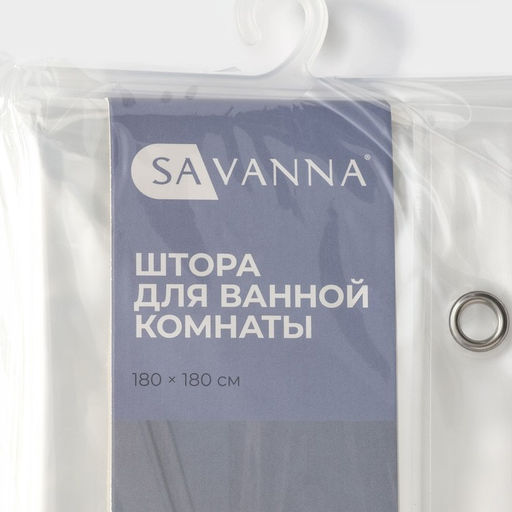 SAVANNA®
ШТОРА
ДЛЯ ВАННОЙ
КОМНАТЫ
180 × 180 см